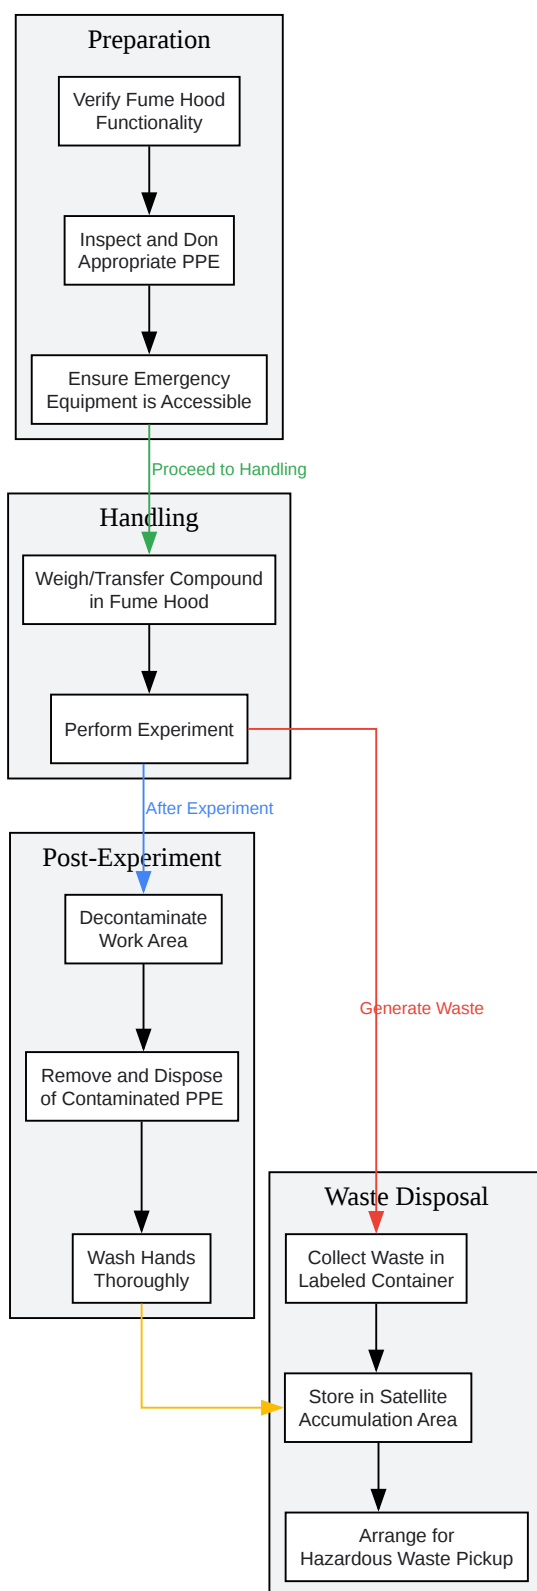 Preparation
Verify Fume Hood
Functionality
Inspect and Don
Appropriate PPE
Ensure Emergency
Equipment is Accessible
Proceed to Handling
Handling
Weigh/Transfer Compound
in Fume Hood
Perform Experiment
After Experiment
Post-Experiment
Decontaminate
Work Area
Generate Waste
Remove and Dispose
of Contaminated PPE
Waste Disposal
Wash Hands
Thoroughly
Collect Waste in
Labeled Container
Store in Satellite
Accumulation Area
Arrange for
Hazardous Waste Pickup